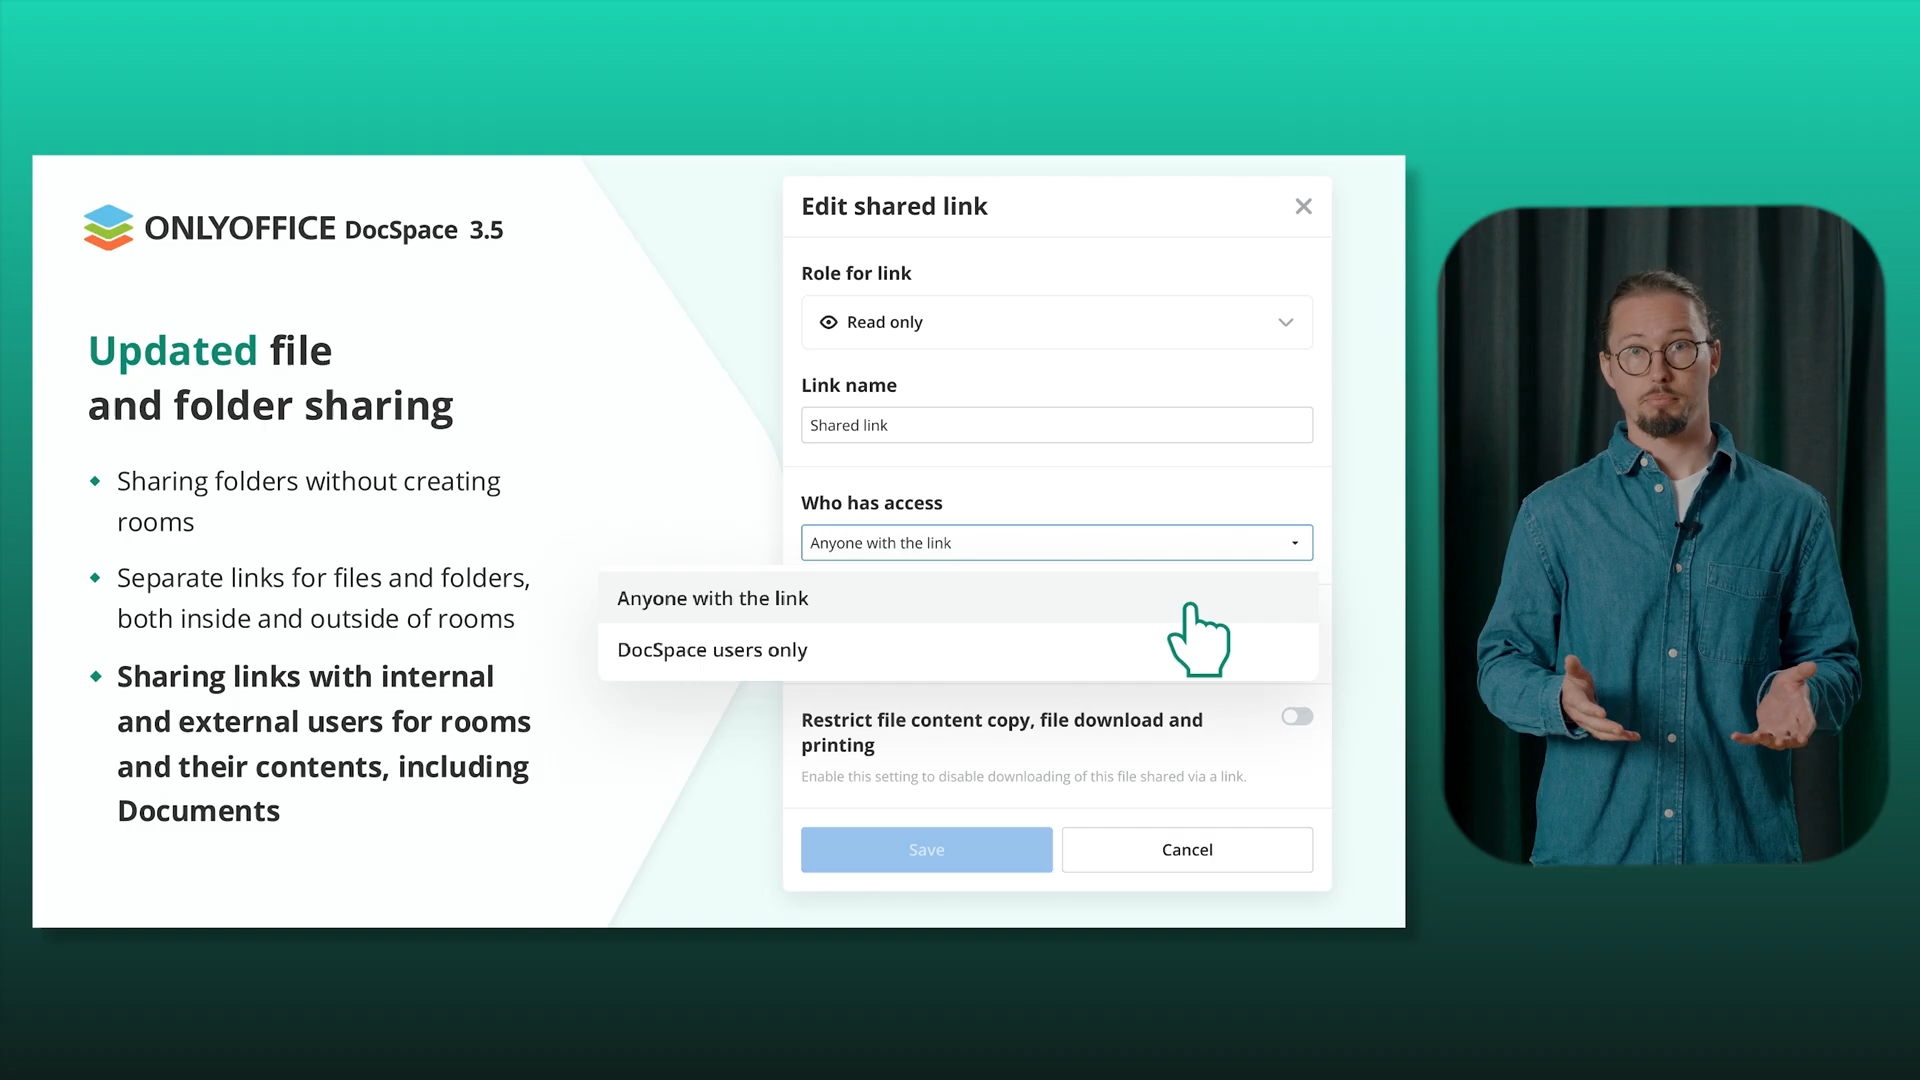 ONLYOFFICE DocSpace 3.5
Updated file
and folder sharing
Sharing folders without creating
rooms
Separate links for files and folders,
both inside and outside of rooms
Sharing links with internal
and external users for rooms
and their contents, including
Documents
Edit shared link
Role for link
Read only
Link name
Shared link
Who has access
Anyone with the link
Anyone with the link
DocSpace users only
Restrict file content copy, file download and
printing
Enable this setting to disable downloading of this file shared via a link.
Save
Cancel